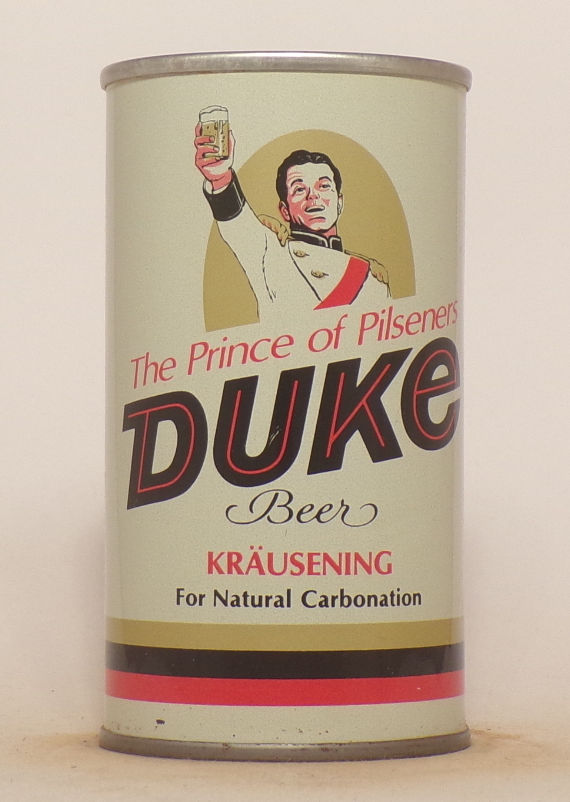 The Prince of Pilseners
DUKE
Beer
KRÄUSENING
For Natural Carbonation